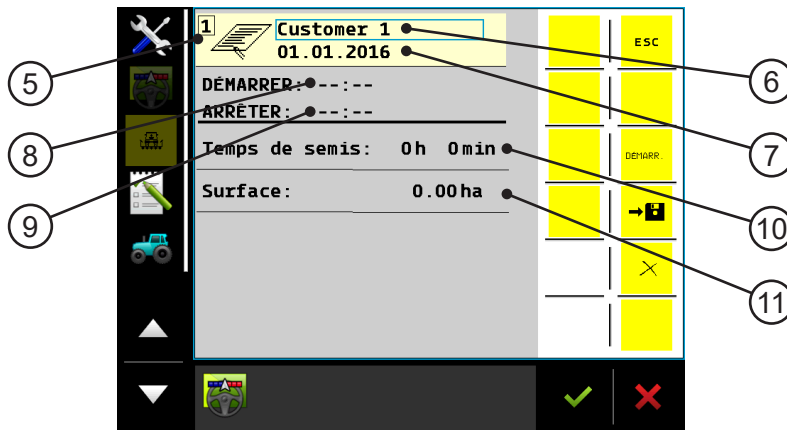 1
Customer 1
01.01.2016
ESC
5
6
DÉMARRER: --:--
ARRÊTER: --:--
8
7
Temps de semis: 0h 0min
DÉMARR.
9
Surface: 0.00ha
10
11